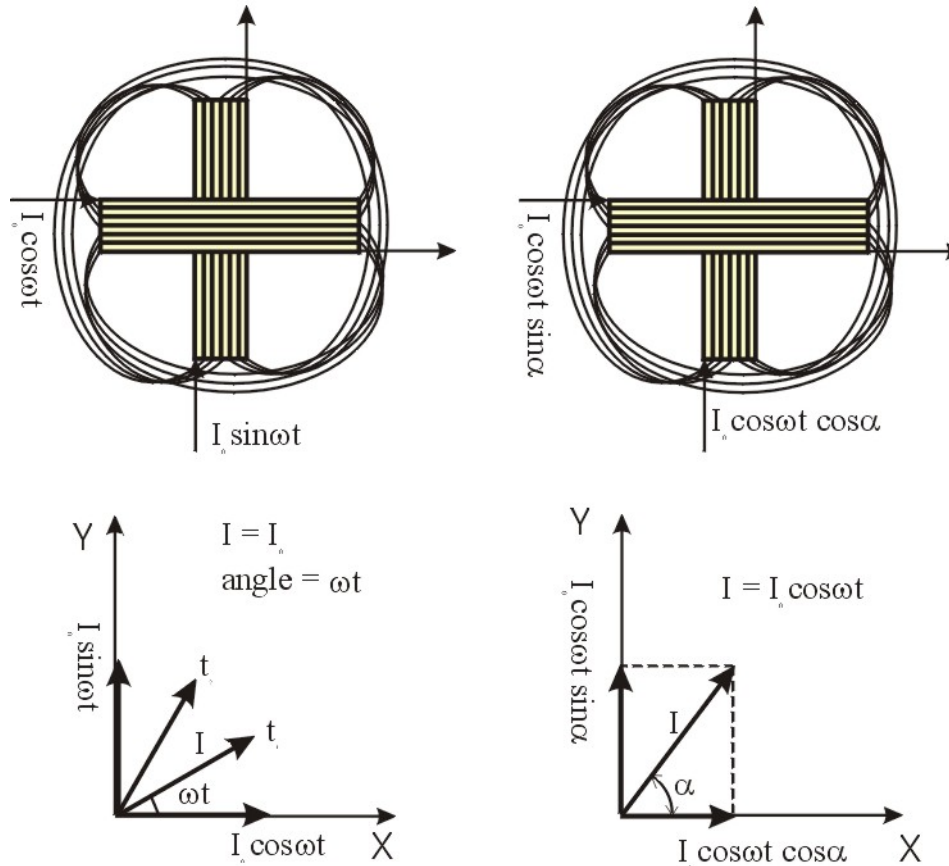 I₀ cosωt
I₀ sinωt
I₀ cosωt sinα
I₀ cosωt cosα
Y
I₀ sinωt
I = I₀
angle = ωt
t
I
t
ωt
I₀ cosωt
X
Y
I₀ cosωt sinα
I = I₀ cosωt
I
α
I₀ cosωt cosα
X